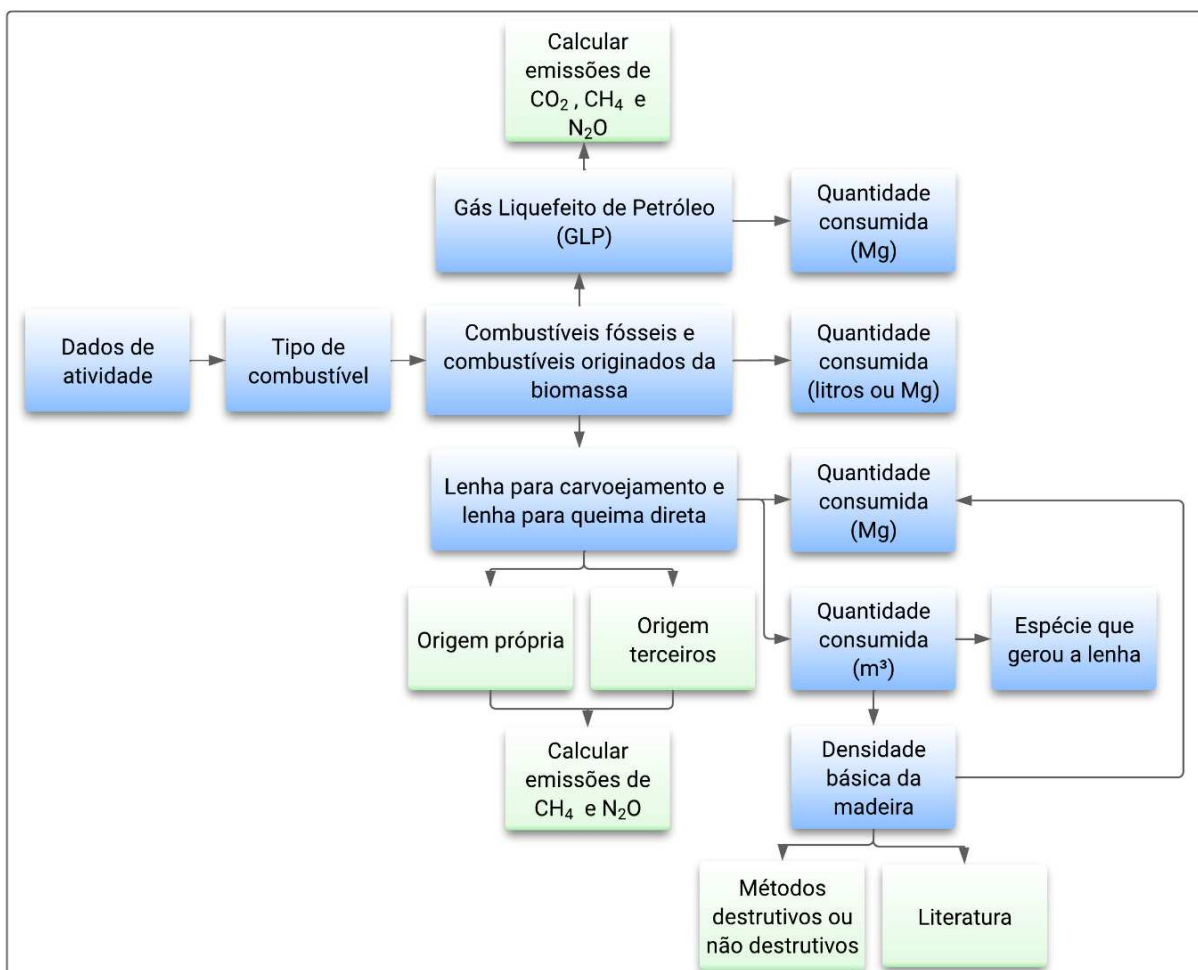 Calcular
emissões de
CO₂ , CH₄ e
N₂O
Gás Liquefeito de Petróleo
(GLP)
Quantidade
consumida
(Mg)
Dados de
atividade
Tipo de
combustível
Combustíveis fósseis e
combustíveis originados da
biomassa
Quantidade
consumida
(litros ou Mg)
Lenha para carvoejamento e
lenha para queima direta
Quantidade
consumida
(Mg)
Origem própria
Origem
terceiros
Quantidade
consumida
(m³)
Espécie que
gerou a lenha
Calcular
emissões de
CH₄ e N₂O
Densidade
básica da
madeira
Métodos
destrutivos ou
não destrutivos
Literatura